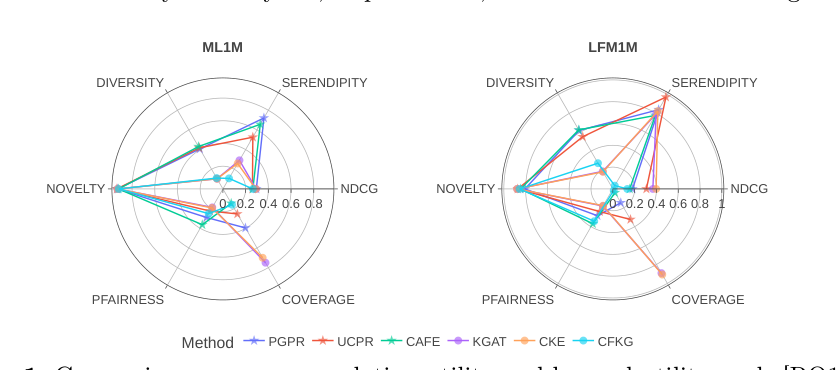 ML1M
LFM1M
DIVERSITY
SERENDIPITY
NOVELTY
NDCG
0 0.2 0.4 0.6 0.8
PFAIRNESS
COVERAGE
DIVERSITY
SERENDIPITY
NOVELTY
NDCG
0 0.2 0.4 0.6 0.8 1
PFAIRNESS
COVERAGE
Method PGPR UCPR CAFE KGAT CKE CFKG